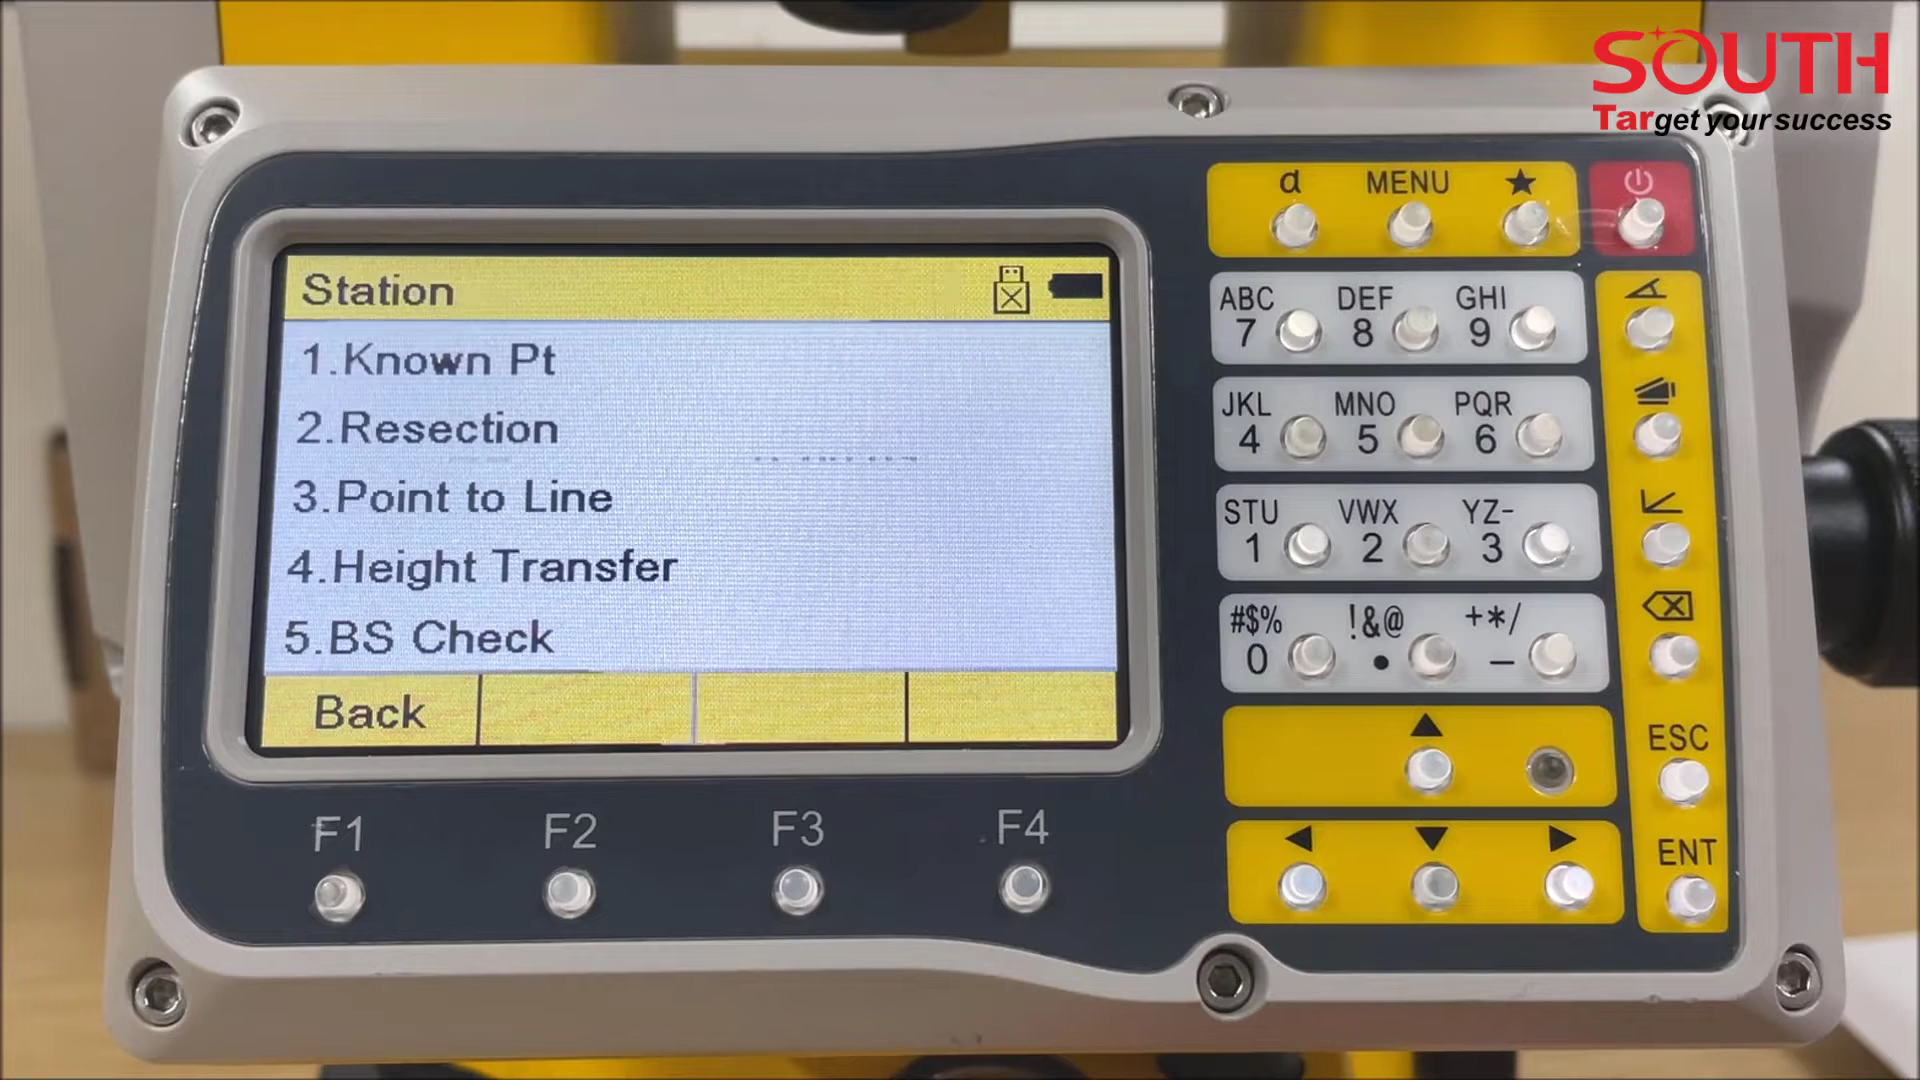 SOUTH
Target your success
α MENU ★
Station
1.Known Pt
2.Resection
3.Point to Line
4.Height Transfer
5.BS Check
Back
F1 F2 F3 F4
ABC DEF GHI
7 8 9
JKL MNO PQR
4 5 6
STU VWX YZ-
1 2 3
#$% !&@ +*/
0 • –
ESC
ENT